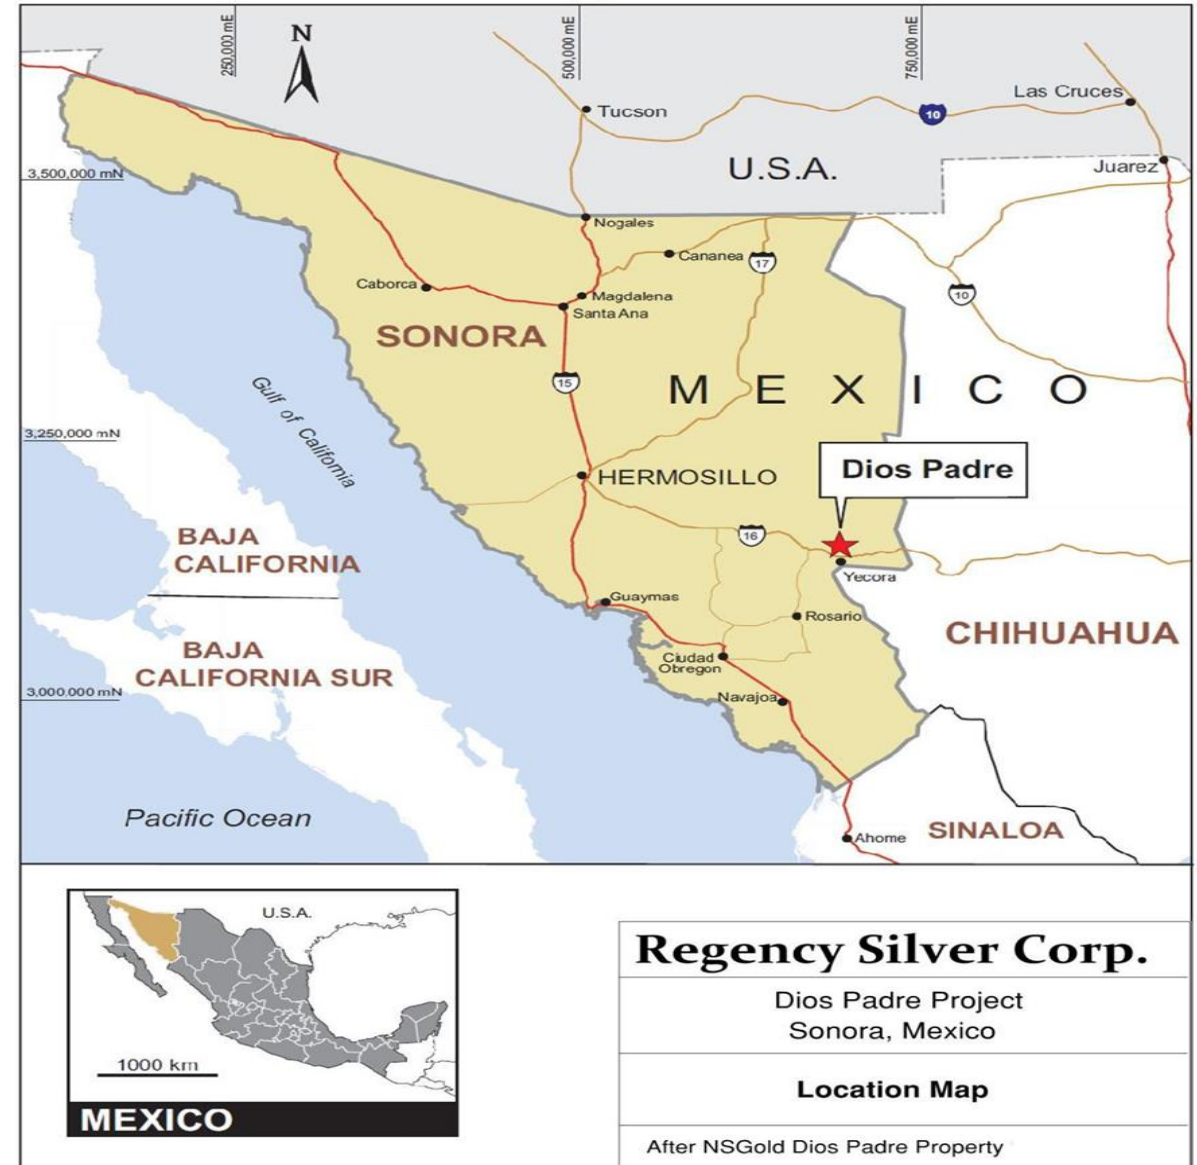 250,000 mE
500,000 mE
750,000 mE
N
Las Cruces
Tucson
10
U.S.A.
Juarez
3,500,000 mN
Nogales
Cananea
17
Caborca
Magdalena
10
Santa Ana
SONORA
15
MEXICO
Gulf of California
3,250,000 mN
Dios Padre
HERMOSILLO
BAJA
CALIFORNIA
16
Yecora
Guaymas
Rosario
CHIHUAHUA
BAJA
CALIFORNIA SUR
Ciudad
Obregon
3,000,000 mN
Navajoa
Pacific Ocean
SINALOA
Ahome
U.S.A.
1000 km
MEXICO
Regency Silver Corp.
Dios Padre Project
Sonora, Mexico
Location Map
After NSGold Dios Padre Property